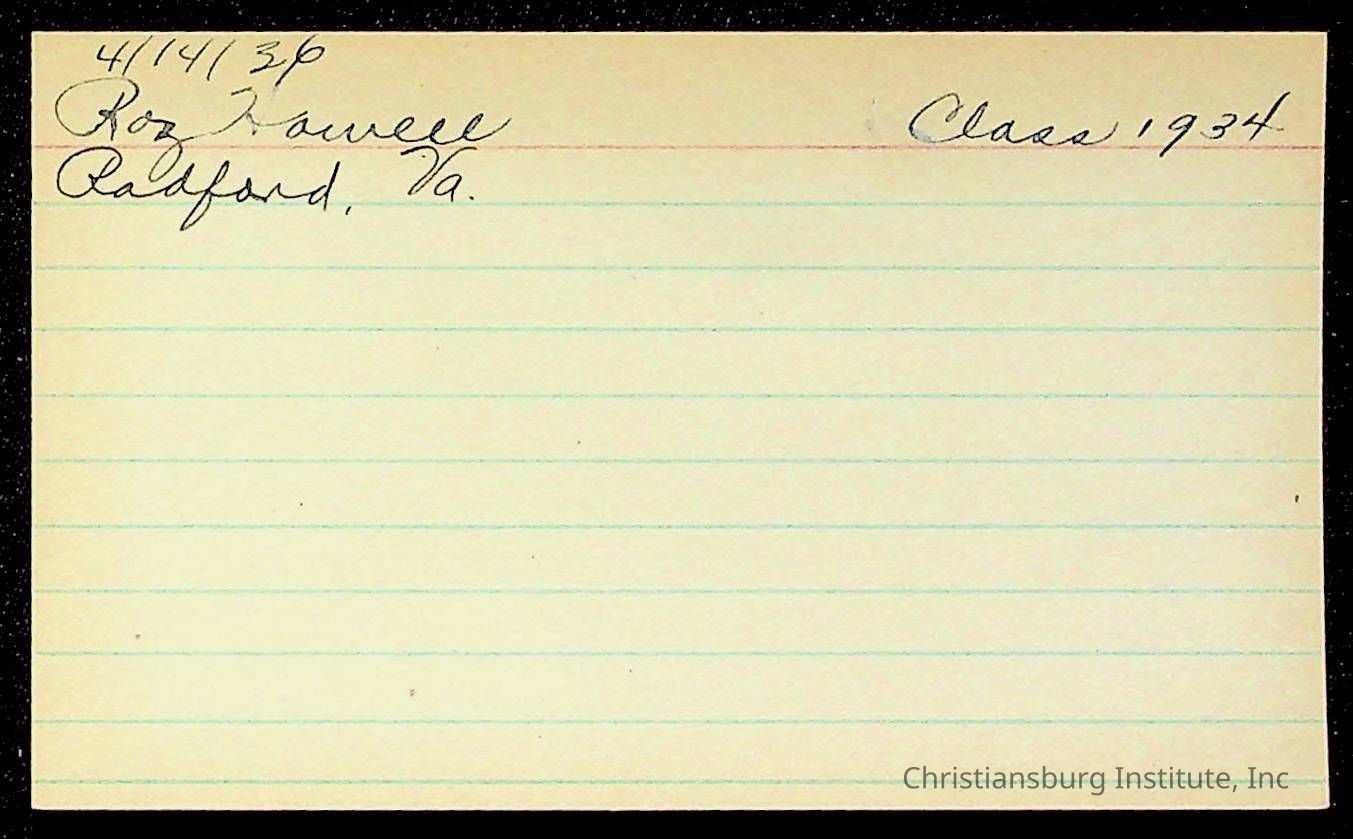 4/14/36
Roy Howell Class 1934
Radford, Va.
Christiansburg Institute, Inc